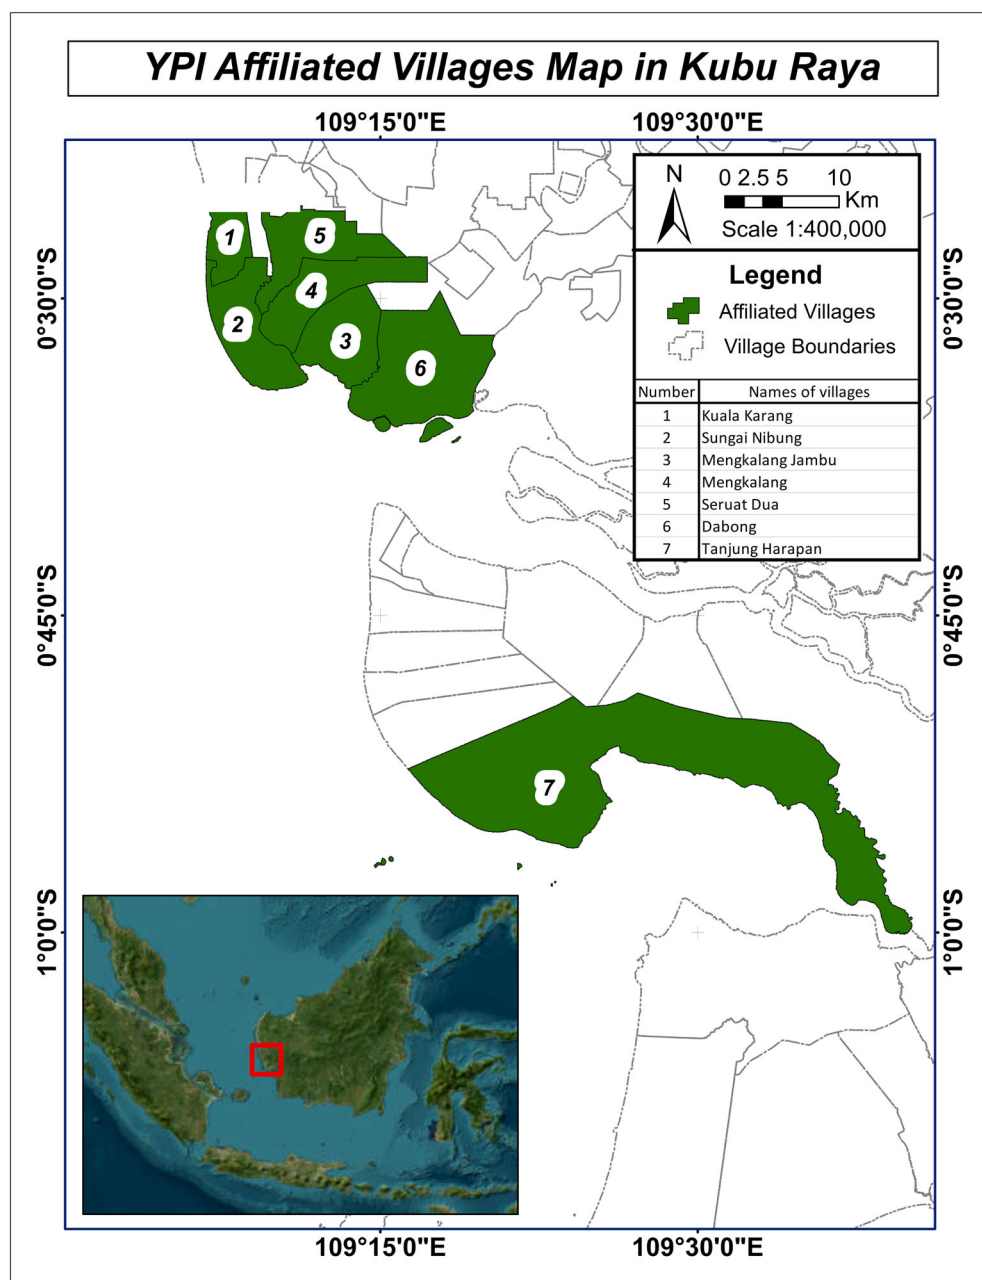 YPI Affiliated Villages Map in Kubu Raya
109°15'0"E
109°30'0"E
N
0 2.5 5 10
Km
Scale 1:400,000
Legend
Affiliated Villages
Village Boundaries
Number Names of villages
1 Kuala Karang
2 Sungai Nibung
3 Mengkalang Jambu
4 Mengkalang
5 Seruat Dua
6 Dabong
7 Tanjung Harapan
1
5
4
2
3
6
7
0°30'0"S
0°30'0"S
0°45'0"S
0°45'0"S
1°0'0"S
1°0'0"S
109°15'0"E
109°30'0"E